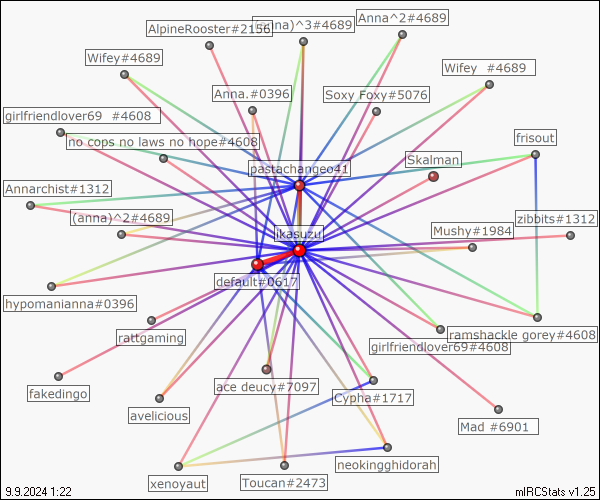 AlpineRooster#2156
nna)^3#4689
Anna^2#4689
Wifey#4689
Wifey #4689
Anna.#0396
Soxy Foxy#5076
girlfriendlover69 #4608
no cops no laws no hope#4608
frisout
pastachangeo41
Skalman
Annarchist#1312
(anna)^2#4689
zibbits#1312
Mushy#1984
ikasuzu
default#0617
hypomanianna#0396
rattgaming
ramshackle gorey#4608
girlfriendlover69#4608
fakedingo
ace deucy#7097
Cypha#1717
avelicious
Mad #6901
neokingghidorah
xenoyaut
Toucan#2473
9.9.2024 1:22
mIRCStats v1.25